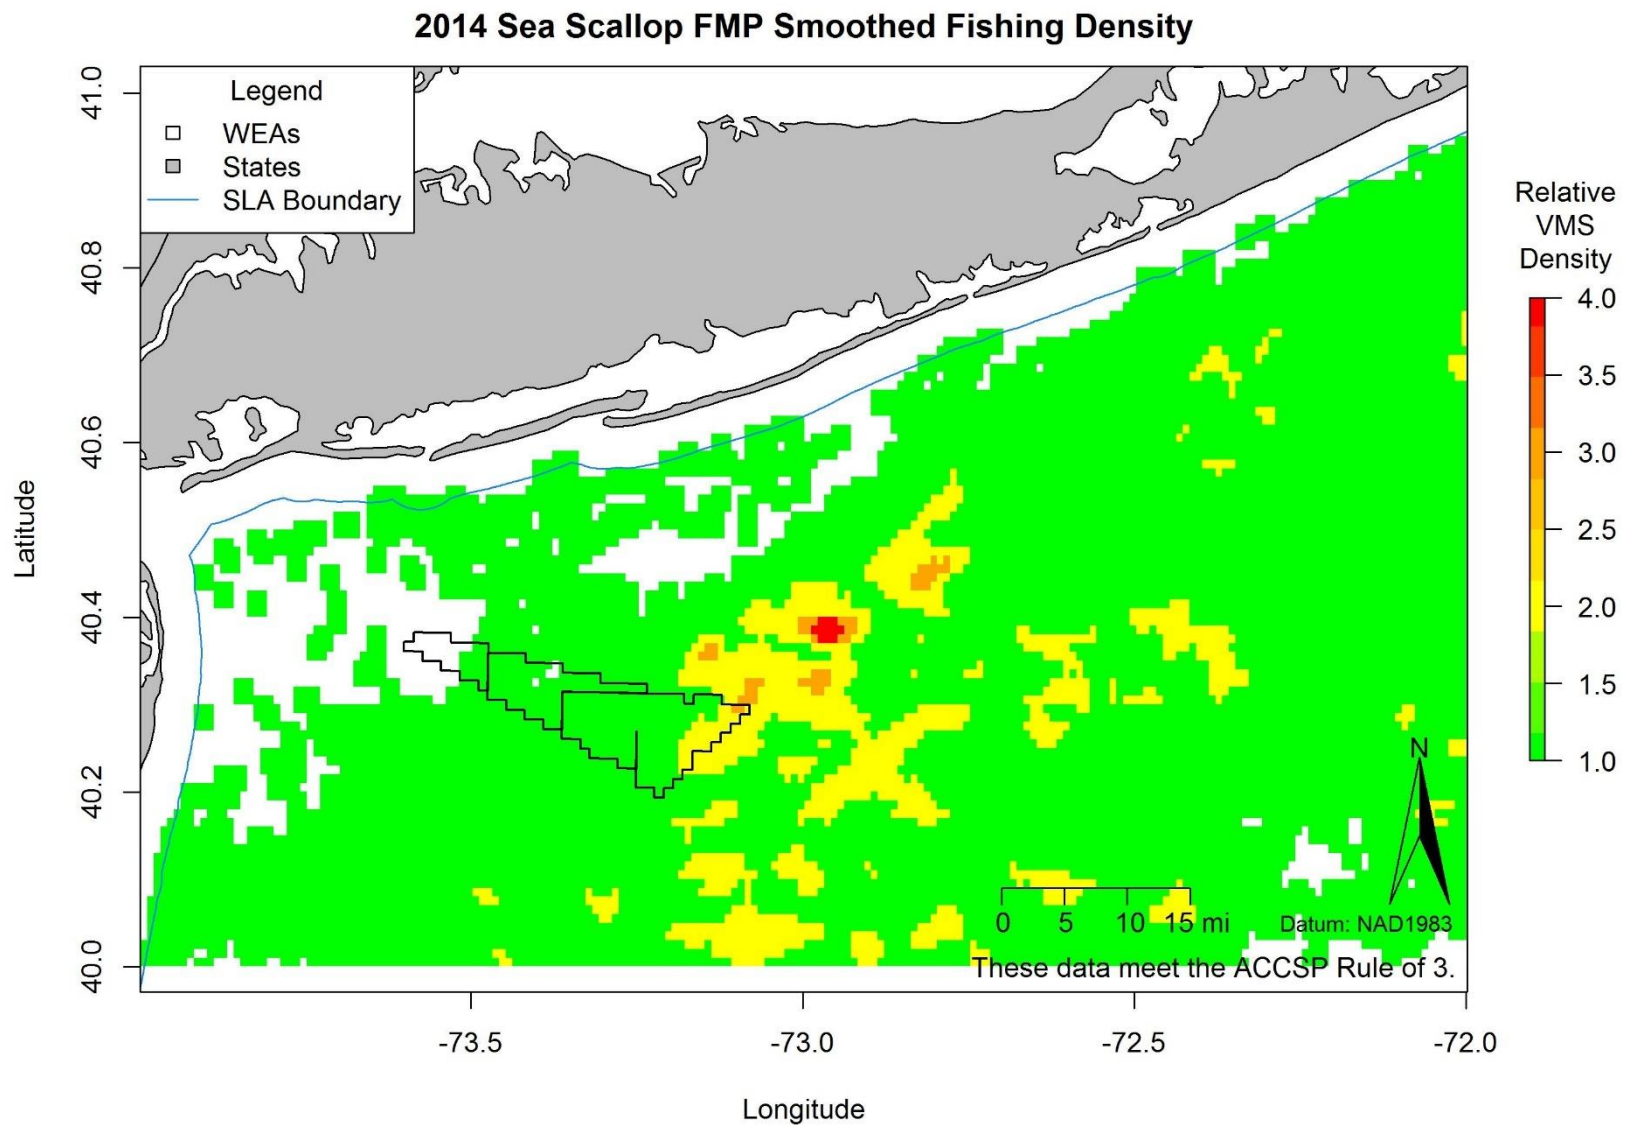 2014 Sea Scallop FMP Smoothed Fishing Density
Legend
WEAs
States
SLA Boundary
Latitude
41.0
40.8
40.6
40.4
40.2
40.0
Relative
VMS
Density
4.0
3.5
3.0
2.5
2.0
1.5
1.0
N
0 5 10 15 mi
Datum: NAD1983
These data meet the ACCSP Rule of 3.
-73.5 -73.0 -72.5 -72.0
Longitude